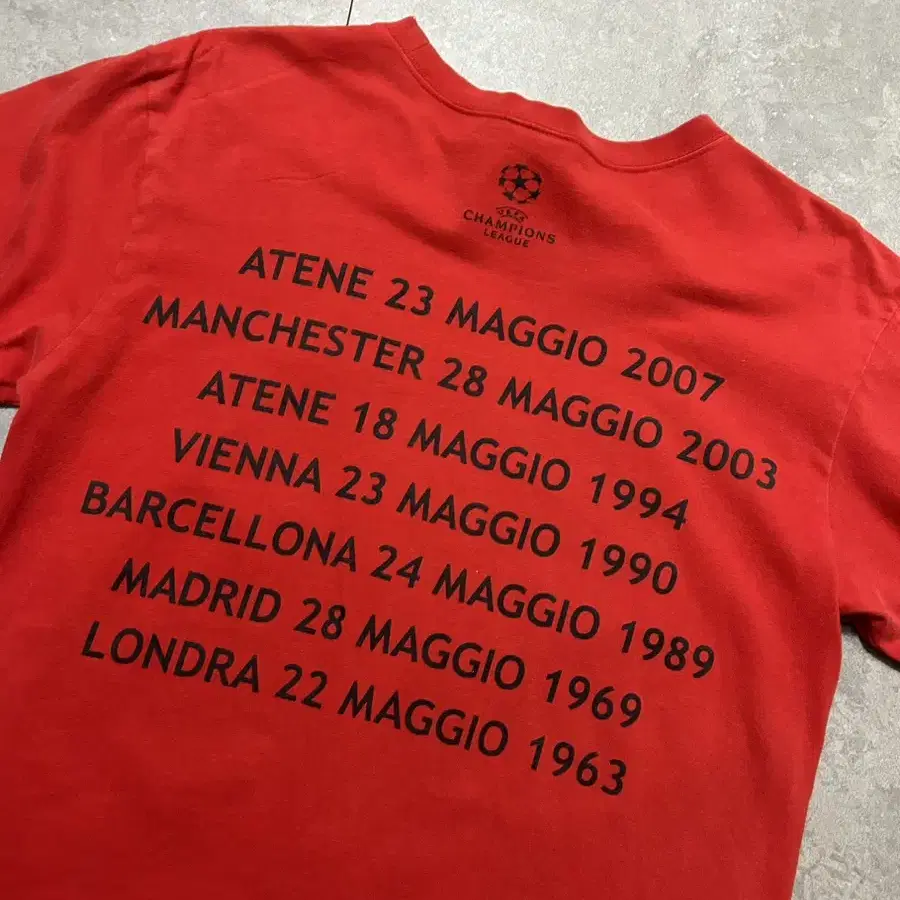 UEFA
CHAMPIONS
LEAGUE
ATENE 23 MAGGIO 2007
MANCHESTER 28 MAGGIO 2003
ATENE 18 MAGGIO 1994
VIENNA 23 MAGGIO 1990
BARCELLONA 24 MAGGIO 1989
MADRID 28 MAGGIO 1969
LONDRA 22 MAGGIO 1963